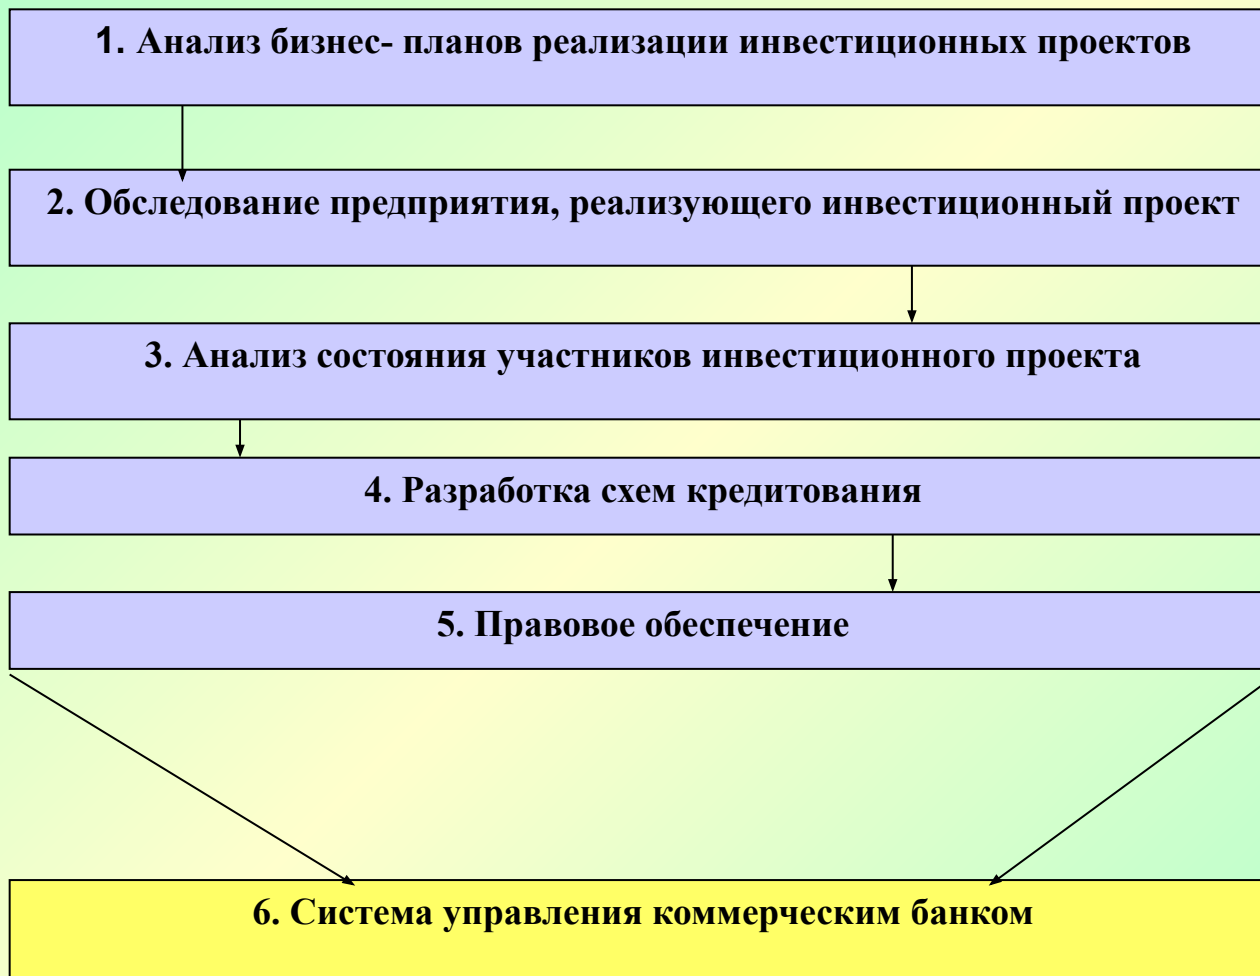 1. Анализ бизнес- планов реализации инвестиционных проектов
2. Обследование предприятия, реализующего инвестиционный проект
3. Анализ состояния участников инвестиционного проекта
4. Разработка схем кредитования
5. Правовое обеспечение
6. Система управления коммерческим банком